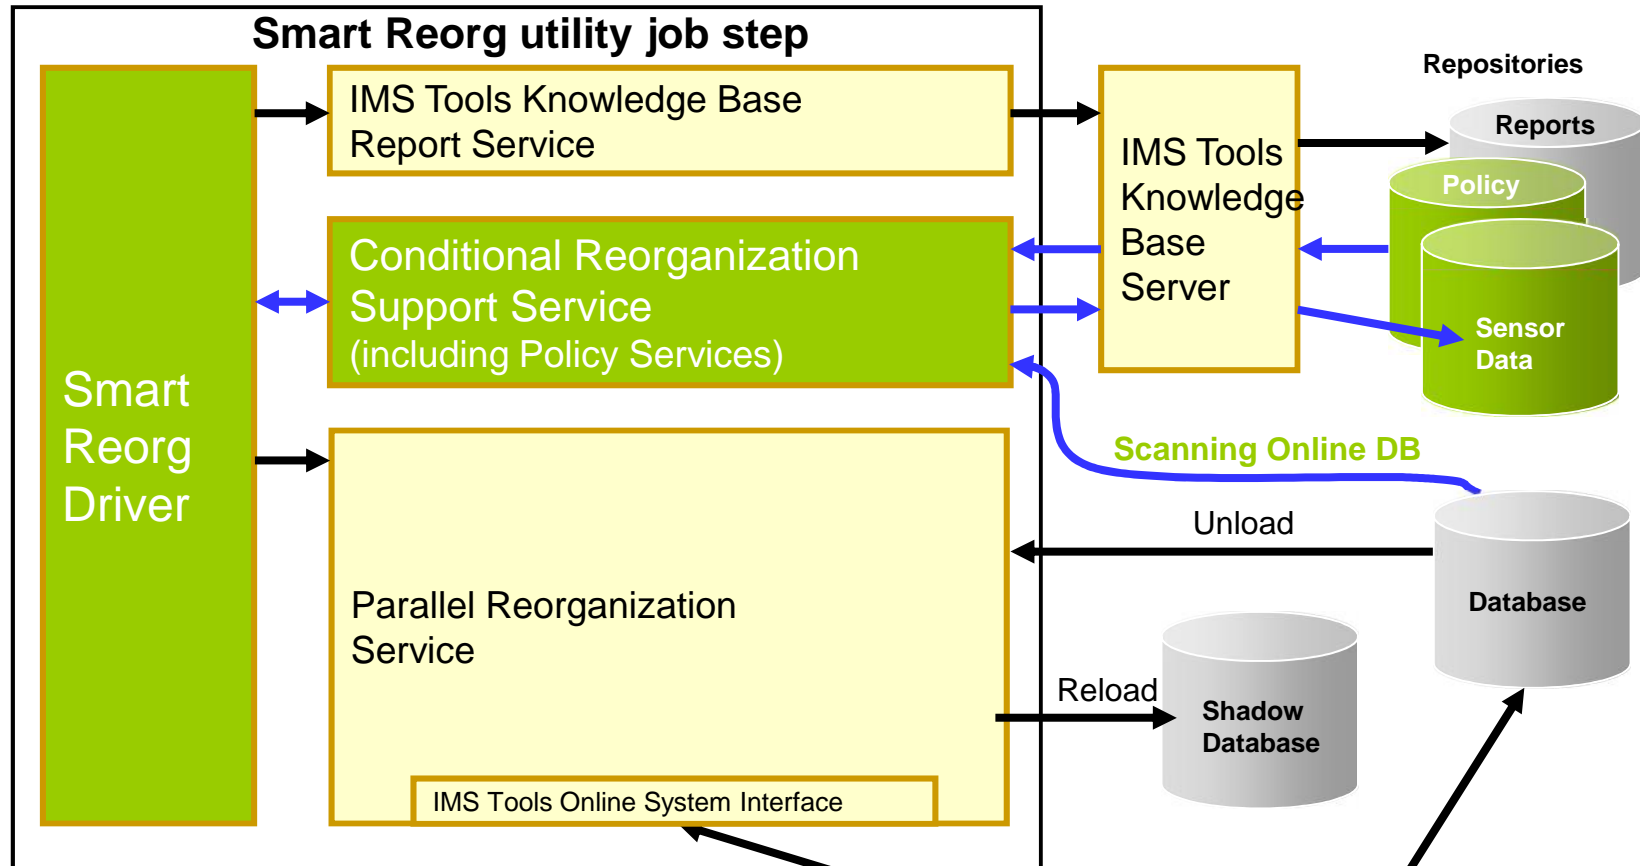 Smart Reorg utility job step
Smart
Reorg
Driver
IMS Tools Knowledge Base
Report Service
Conditional Reorganization
Support Service
(including Policy Services)
Parallel Reorganization
Service
IMS Tools Online System Interface
IMS Tools
Knowledge
Base
Server
Repositories
Reports
Policy
Sensor
Data
Scanning Online DB
Unload
Database
Reload
Shadow
Database